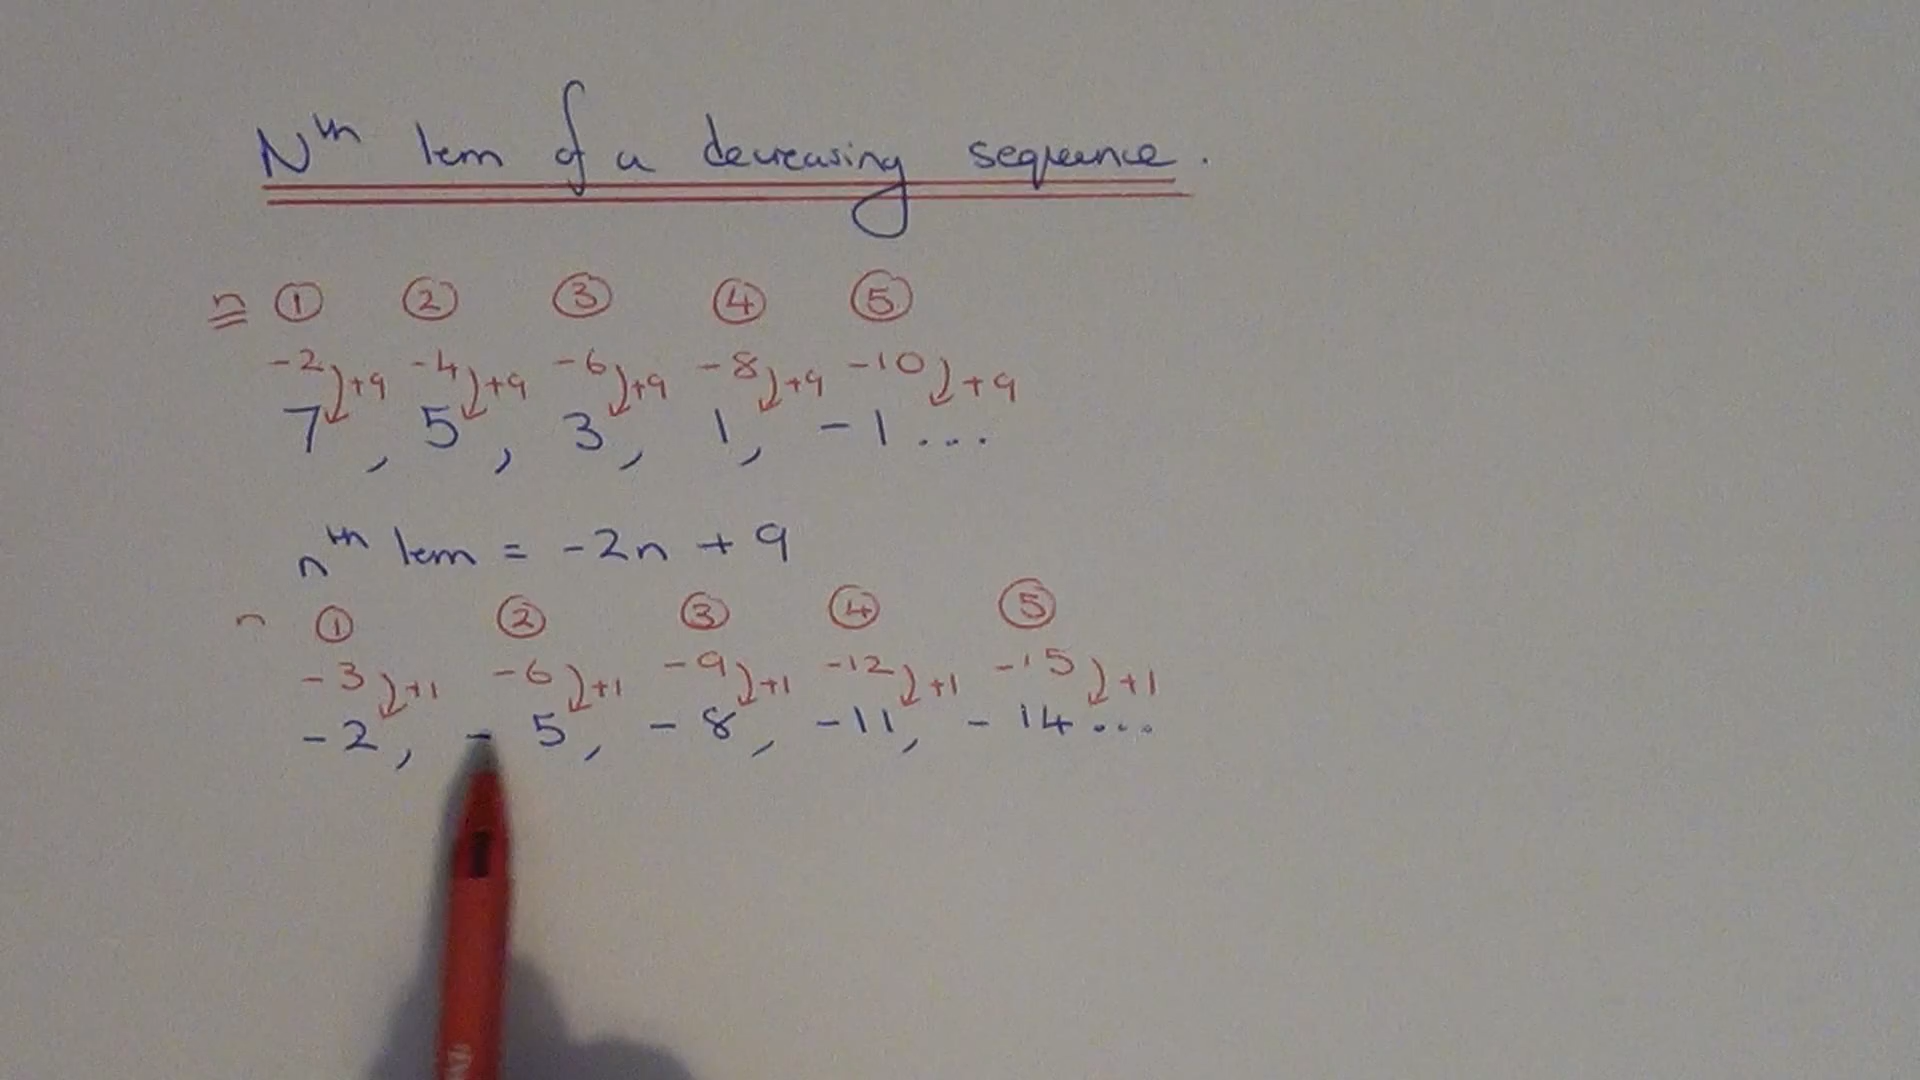 Nth term of a decreasing sequence.
n ① ② ③ ④ ⑤
-2 +9 -4 +9 -6 +9 -8 +9 -10 +9
7, 5, 3, 1, -1 ...
nth term = -2n + 9
n ① ② ③ ④ ⑤
-3 +1 -6 +1 -9 +1 -12 +1 -15 +1
-2, -5, -8, -11, -14 ...